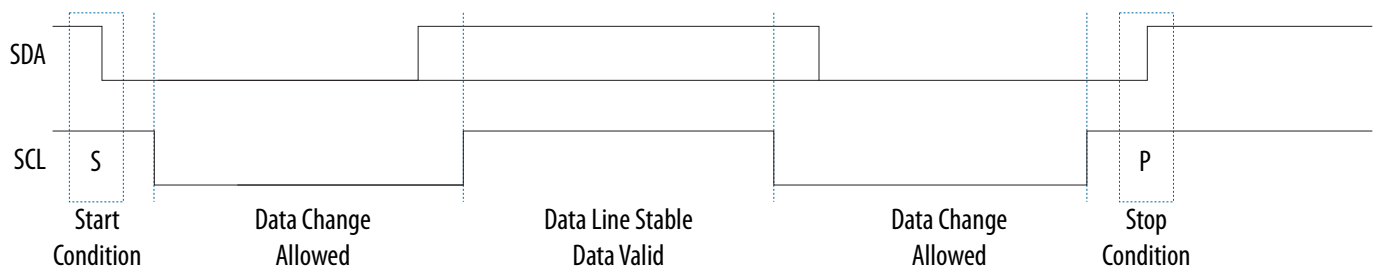 SDA
SCL
S
P
Start
Condition
Data Change
Allowed
Data Line Stable
Data Valid
Data Change
Allowed
Stop
Condition